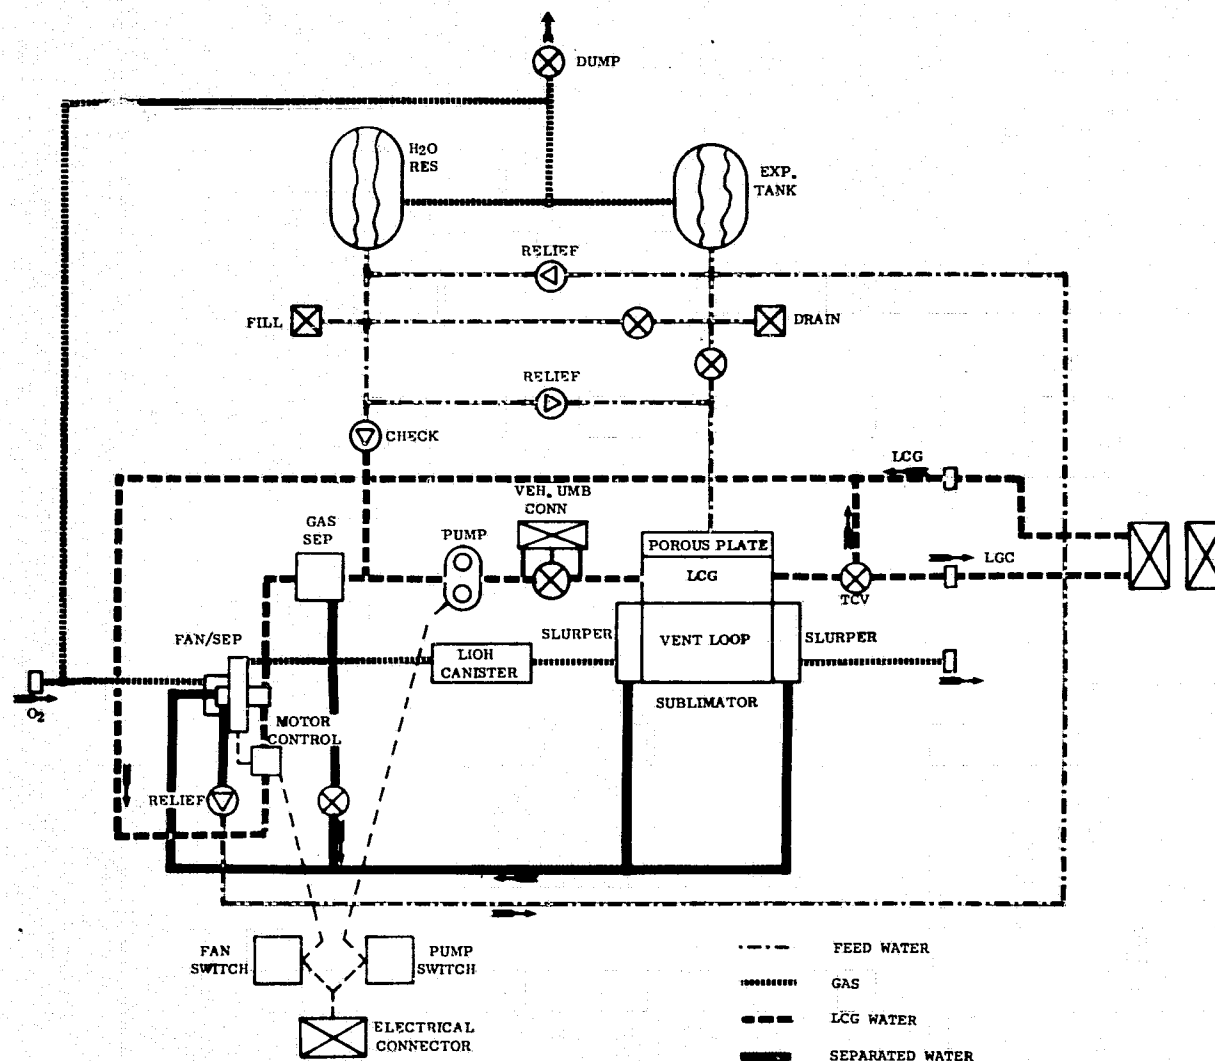 DUMP
H2O
RES
EXP.
TANK
RELIEF
FILL
DRAIN
RELIEF
CHECK
LCG
VEH. UMB
CONN
GAS
SEP
PUMP
POROUS PLATE
LCG
LGC
TCV
FAN/SEP
SLURPER
VENT LOOP
SLURPER
LIOH
CANISTER
O2
SUBLIMATOR
MOTOR
CONTROL
RELIEF
FAN
SWITCH
PUMP
SWITCH
ELECTRICAL
CONNECTOR
FEED WATER
GAS
LCG WATER
SEPARATED WATER